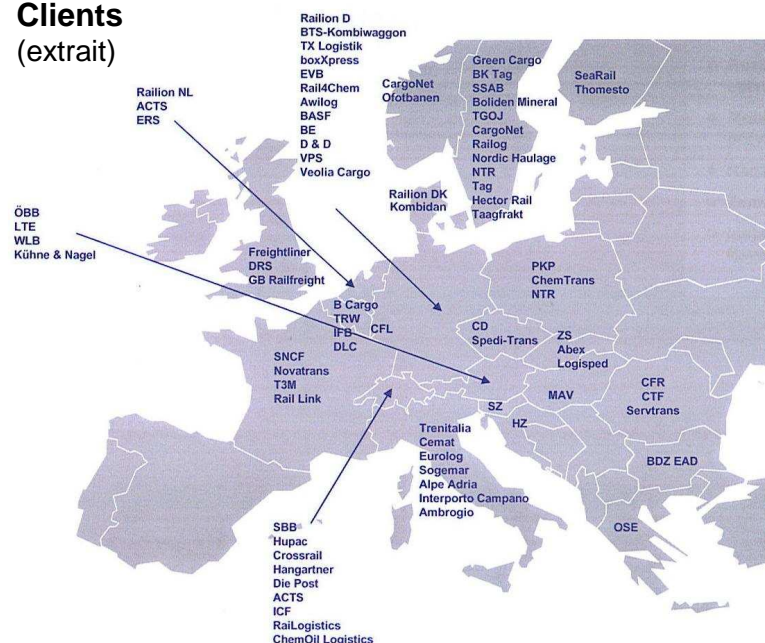 Clients
(extrait)
Railion D
BTS-Kombiwaggon
TX Logistik
boxXpress
EVB
Rail4Chem
Awilog
BASF
BE
D & D
VPS
Veolia Cargo
Railion NL
ACTS
ERS
CargoNet
Ofotbanen
Green Cargo
BK Tag
SSAB
Boliden Mineral
TGOJ
CargoNet
Railog
Nordic Haulage
NTR
Tag
Hector Rail
Taagfrakt
SeaRail
Thomesto
Railion DK
Kombidan
ÖBB
LTE
WLB
Kühne & Nagel
Freightliner
DRS
GB Railfreight
PKP
ChemTrans
NTR
B Cargo
TRW
IFB
DLC
CFL
CD
Spedi-Trans
ZS
Abex
Logisped
SNCF
Novatrans
T3M
Rail Link
CFR
CTF
Servtrans
MAV
SZ
HZ
Trenitalia
Cemat
Eurolog
Sogemar
Alpe Adria
Interporto Campano
Ambrogio
BDZ EAD
OSE
SBB
Hupac
Crossrail
Hangartner
Die Post
ACTS
ICF
RaiLogistics
ChemOil Logistics